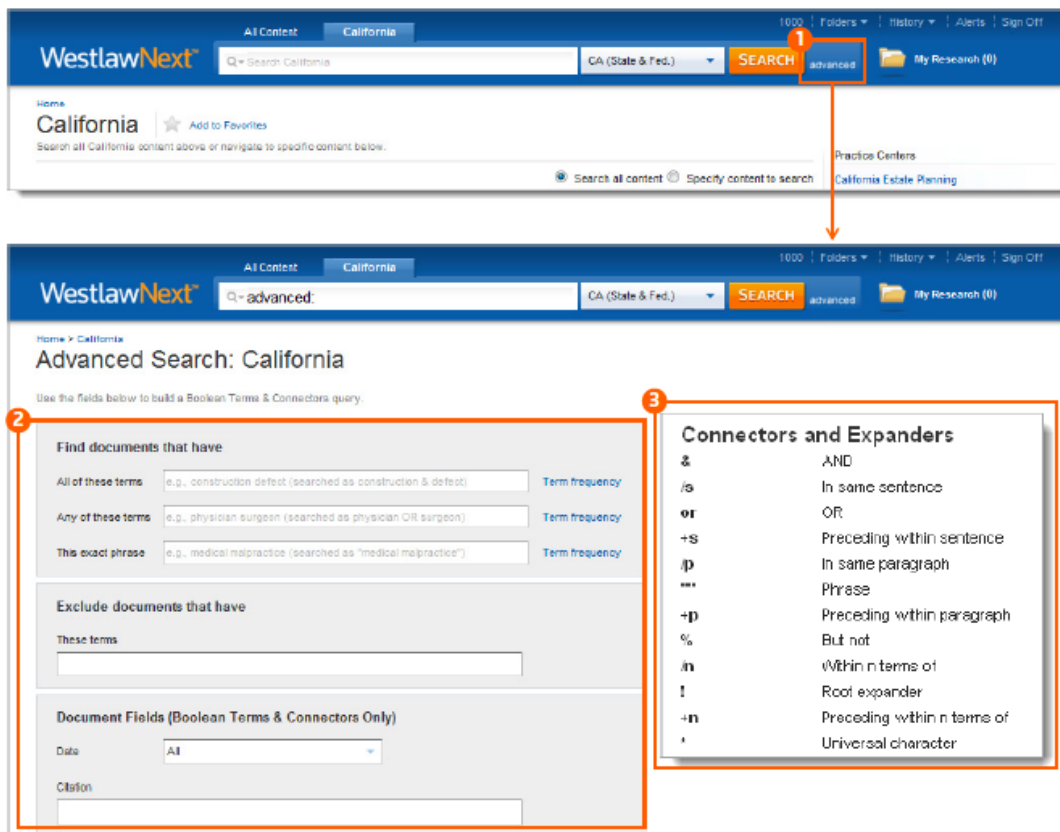 1000 Folders History Alerts Sign Off
All Content California
1
WestlawNext™ Search California CA (State & Fed.) SEARCH advanced My Research (0)
Home
California Add to Favorites
Search all California content above or navigate to specific content below.
Practice Centers
Search all content Specify content to search California Estate Planning
1000 Folders History Alerts Sign Off
All Content California
WestlawNext™ advanced: CA (State & Fed.) SEARCH advanced My Research (0)
Home > California
Advanced Search: California
Use the fields below to build a Boolean Terms & Connectors query.
2
Find documents that have
All of these terms e.g., construction defect (searched as construction & defect) Term frequency
Any of these terms e.g., physician surgeon (searched as physician OR surgeon) Term frequency
This exact phrase e.g., medical malpractice (searched as "medical malpractice") Term frequency
Exclude documents that have
These terms
Document Fields (Boolean Terms & Connectors Only)
Date All
Citation
3
Connectors and Expanders
& AND
/s In same sentence
or OR
+s Preceding within sentence
/p In same paragraph
"" Phrase
+p Preceding within paragraph
% But not
/n Within n terms of
! Root expander
+n Preceding within n terms of
* Universal character